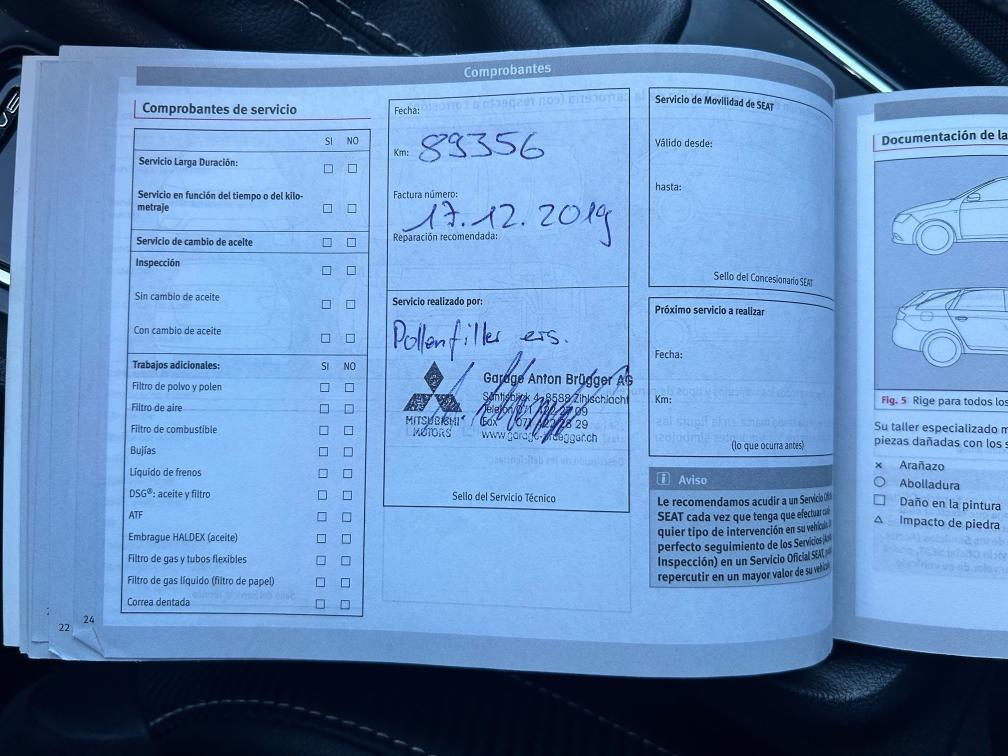 Comprobantes
Comprobantes de servicio
SI NO
Servicio Larga Duración:
Servicio en función del tiempo o del kilo-
metraje
Servicio de cambio de aceite
Inspección
Sin cambio de aceite
Con cambio de aceite
Trabajos adicionales: SI NO
Filtro de polvo y polen
Filtro de aire
Filtro de combustible
Bujías
Líquido de frenos
DSG®: aceite y filtro
ATF
Embrague HALDEX (aceite)
Filtro de gas y tubos flexibles
Filtro de gas líquido (filtro de papel)
Correa dentada
24
22
Fecha:
Km: 89356
Factura número:
17.12.2019
Reparación recomendada:
Servicio realizado por:
Pollenfilter ers.
MITSUBISHI
MOTORS
Garage Anton Brügger AG
8588 Zihlschlacht
Telefon 071
Fax 071
www.garage-bruegger.ch
Sello del Servicio Técnico
Servicio de Movilidad de SEAT
Válido desde:
hasta:
Sello del Concesionario SEAT
Próximo servicio a realizar
Fecha:
Km:
(lo que ocurra antes)
i Aviso
Le recomendamos acudir a un Servicio
SEAT cada vez que tenga que efectuar
quier tipo de intervención en su vehículo.
perfecto seguimiento de los Servicios
Inspección) en un Servicio Oficial SEAT,
repercutir en un mayor valor de su
Documentación de la
Fig. 5 Rige para todos los
Su taller especializado
piezas dañadas con los
× Arañazo
○ Abolladura
□ Daño en la pintura
△ Impacto de piedra